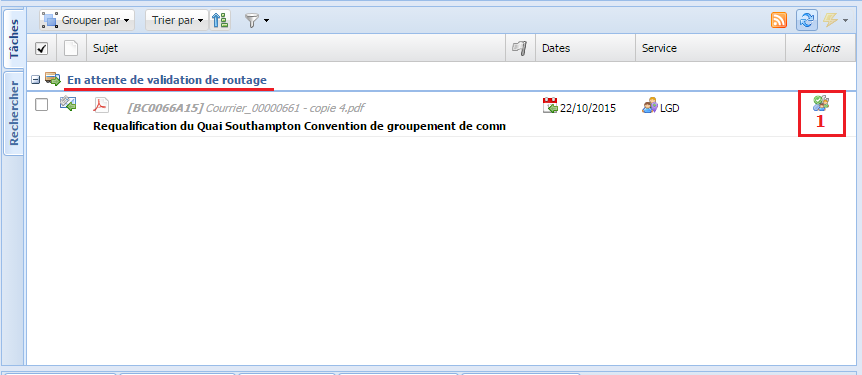 Grouper par Trier par
Tâches
Rechercher
Sujet Dates Service Actions
En attente de validation de routage
[BC0066A15] Courrier_00000661 - copie 4.pdf 22/10/2015 LGD
1
Requalification du Quai Southampton Convention de groupement de comn